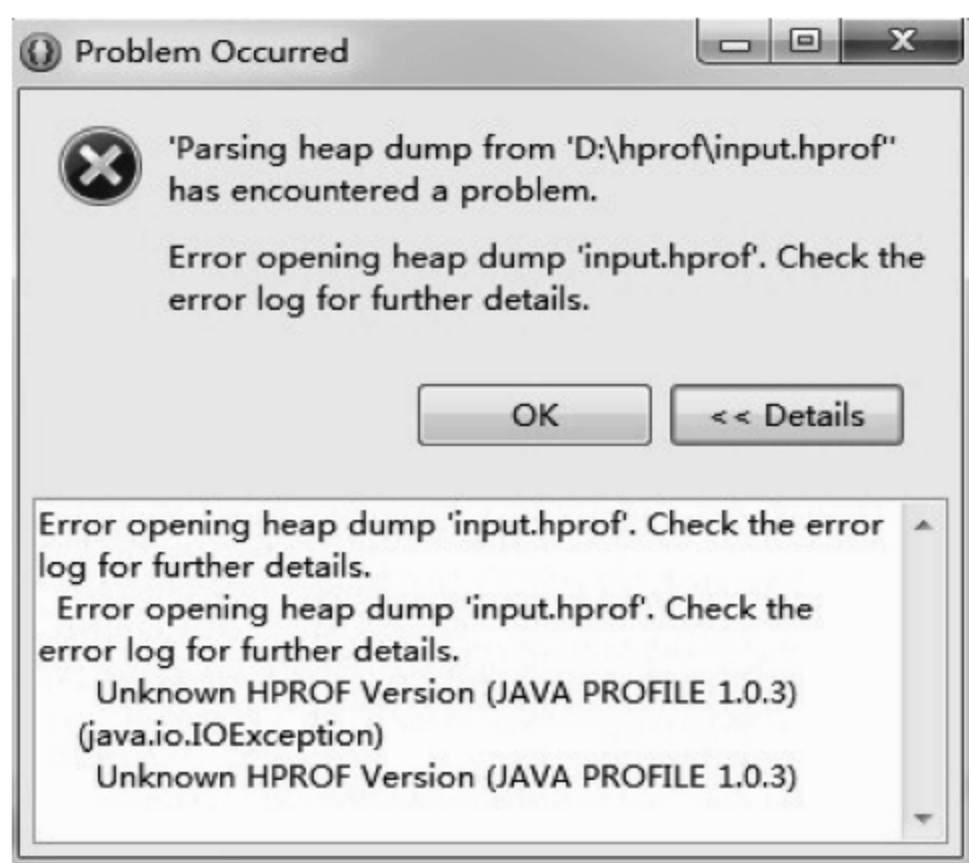 Problem Occurred
'Parsing heap dump from 'D:\hprof\input.hprof''
has encountered a problem.
Error opening heap dump 'input.hprof'. Check the
error log for further details.
OK
<< Details
Error opening heap dump 'input.hprof'. Check the error
log for further details.
Error opening heap dump 'input.hprof'. Check the
error log for further details.
Unknown HPROF Version (JAVA PROFILE 1.0.3)
(java.io.IOException)
Unknown HPROF Version (JAVA PROFILE 1.0.3)